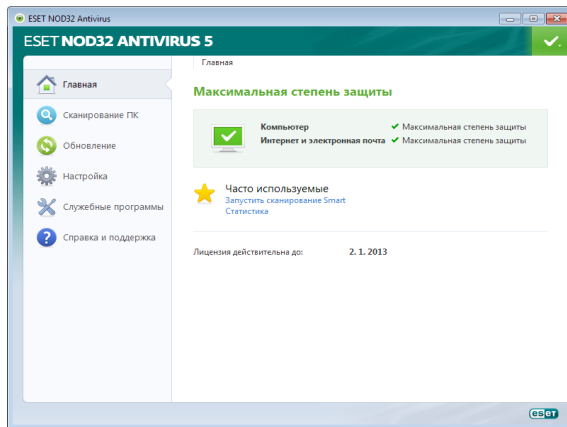 ESET NOD32 Antivirus
ESET NOD32 ANTIVIRUS 5
Главная
Главная
Сканирование ПК
Обновление
Настройка
Служебные программы
Справка и поддержка
Максимальная степень защиты
Компьютер Максимальная степень защиты
Интернет и электронная почта Максимальная степень защиты
Часто используемые
Запустить сканирование Smart
Статистика
Лицензия действительна до: 2. 1. 2013
eseT